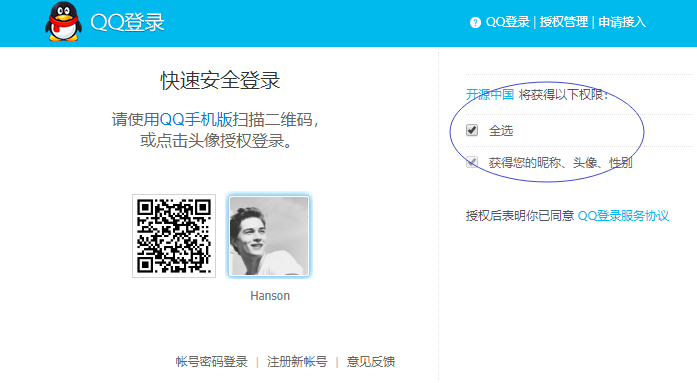 QQ登录
QQ登录 | 授权管理 | 申请接入
快速安全登录
请使用QQ手机版扫描二维码，
或点击头像授权登录。
Hanson
帐号密码登录 | 注册新帐号 | 意见反馈
开源中国 将获得以下权限：
全选
获得您的昵称、头像、性别
授权后表明你已同意 QQ登录服务协议